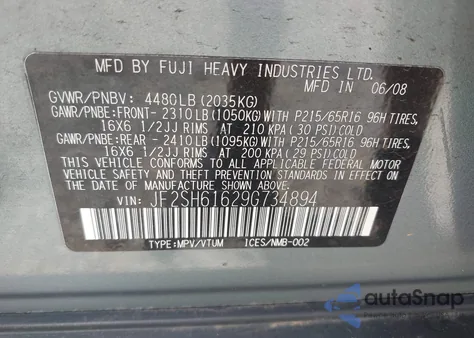 MFD BY FUJI HEAVY INDUSTRIES LTD.
MFD IN 06/08
GVWR/PNBV: 4480LB(2035KG)
GAWR/PNBE:FRONT-2310LB(1050KG)WITH P215/65R16 96H TIRES,
16X6 1/2JJ RIMS AT 210 KPA(30 PSI)COLD
GAWR/PNBE:REAR -2410LB(1095KG)WITH P215/65R16 96H TIRES,
16X6 1/2JJ RIMS AT 200 KPA(29 PSI)COLD
THIS VEHICLE CONFORMS TO ALL APPLICABLE FEDERAL
MOTOR VEHICLE SAFETY AND THEFT PREVENTION STANDARDS
IN EFFECT ON THE DATE OF MANUFACTURE SHOWN ABOVE.
VIN: JF2SH61629G734894
TYPE:MPV/VTUM ICES/NMB-002
autoSnap